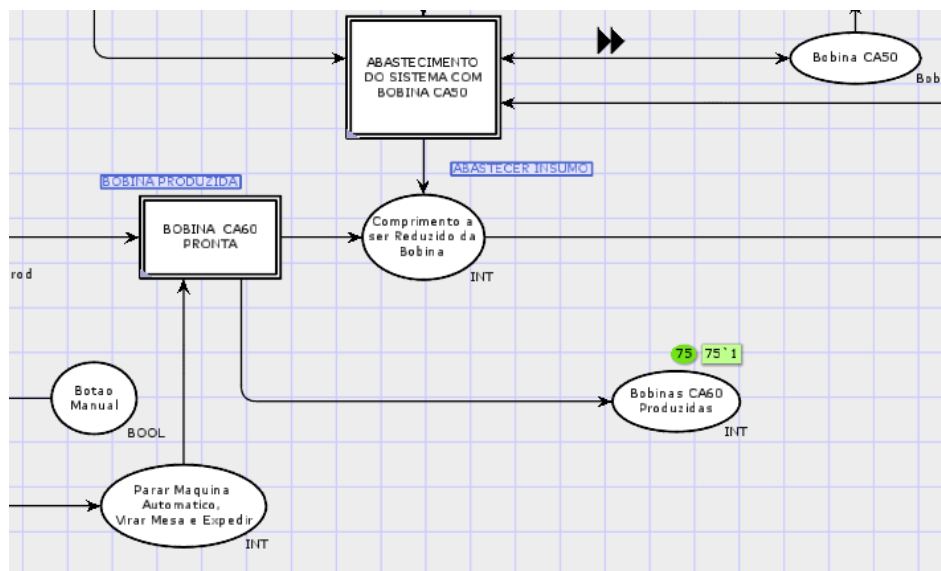 ABASTECIMENTO
DO SISTEMA COM
BOBINA CA50
Bobina CA50
Bob
ABASTECER INSUMO
BOBINA PRODUZIDA
BOBINA CA60
PRONTA
Comprimento a
ser Reduzido da
Bobina
INT
rod
75 75`1
Bobinas CA60
Produzidas
INT
Botao
Manual
BOOL
Parar Maquina
Automatico,
Virar Mesa e Expedir
INT